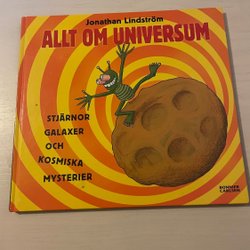 Jonathan Lindström
ALLT OM UNIVERSUM
STJÄRNOR
GALAXER
OCH
KOSMISKA
MYSTERIER
BONNIER
CARLSEN